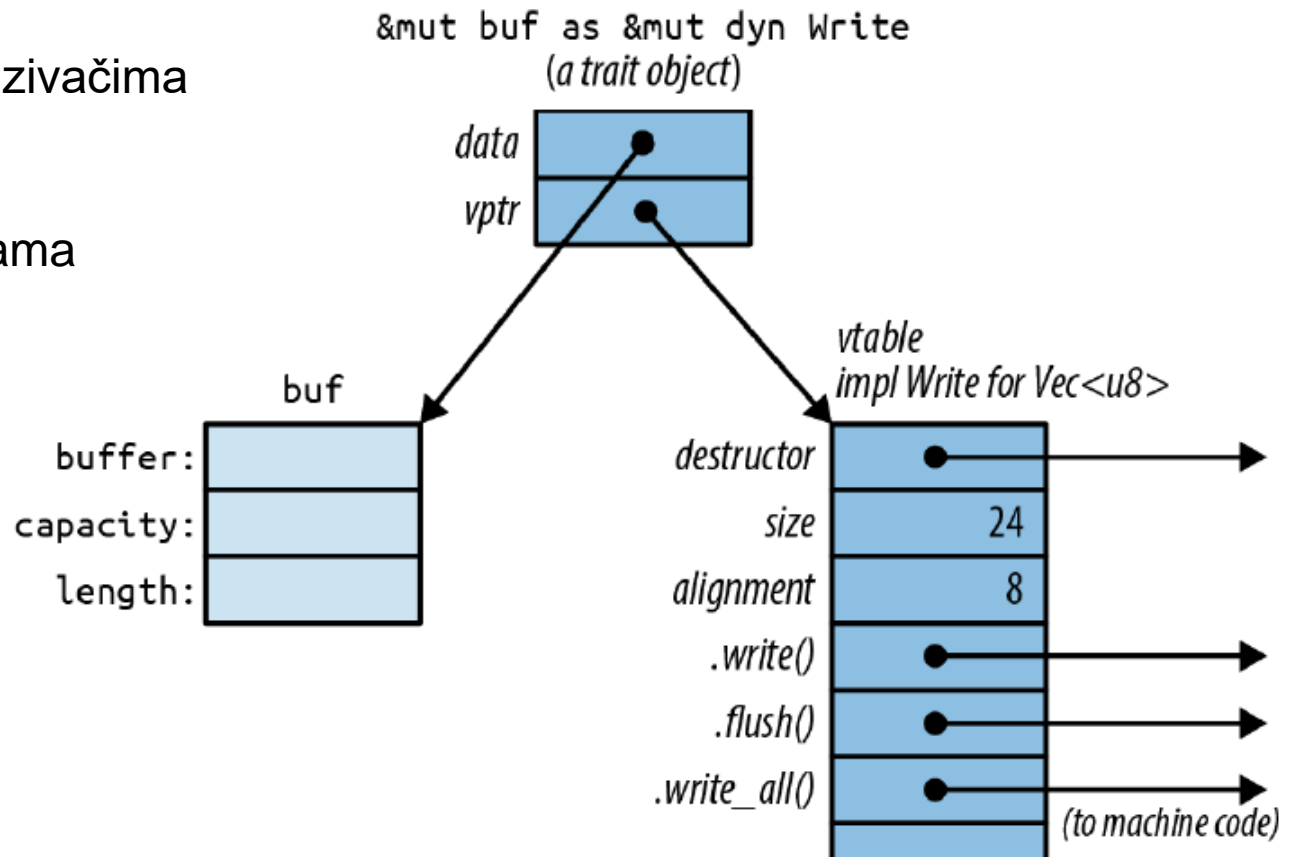 &mut buf as &mut dyn Write
zivačima
(a trait object)
data
vptr
ama
vtable
impl Write for Vec<u8>
buf
buffer:
capacity:
length:
destructor
size 24
alignment 8
.write()
.flush()
.write_all()
(to machine code)